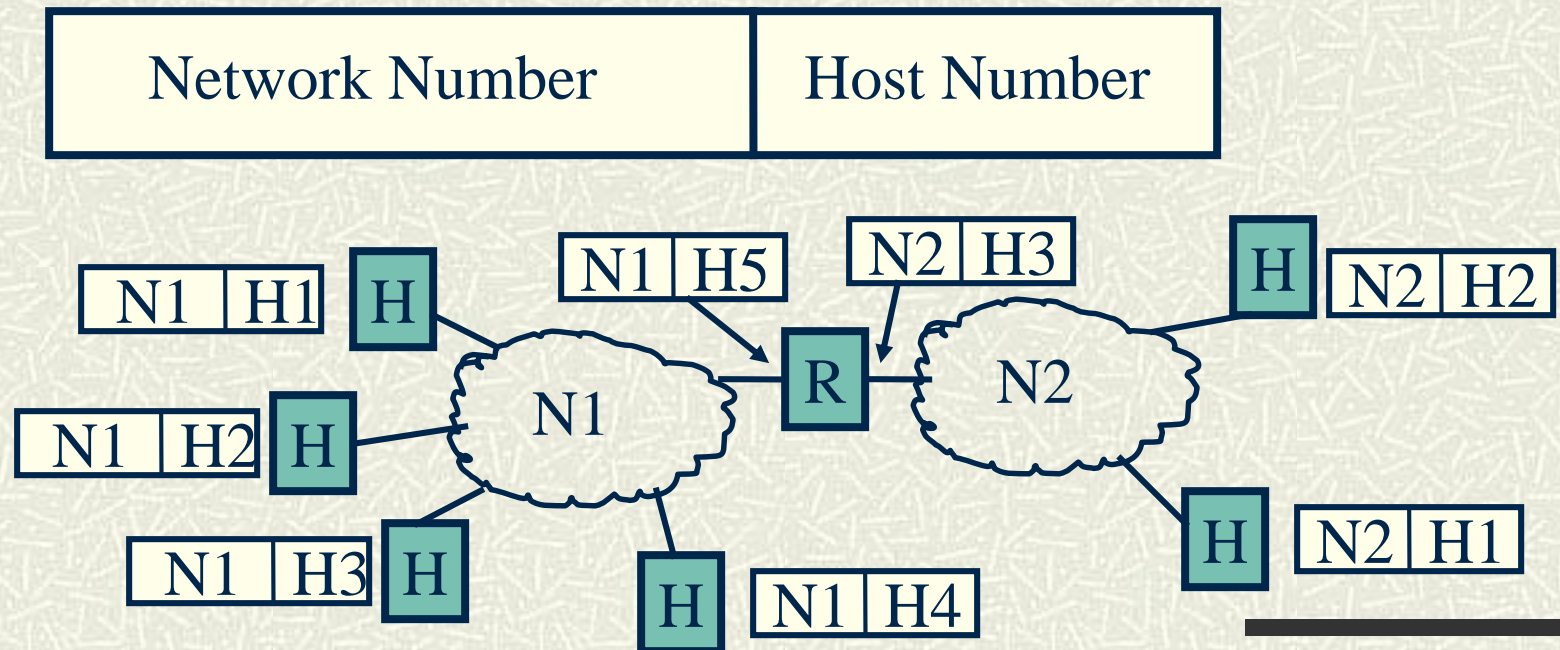 Network Number Host Number
N1 H5
N2 H3
N1 H1
H
H
N2 H2
R
N1
N2
N1 H2
H
N1 H3
H
H
N2 H1
H
N1 H4